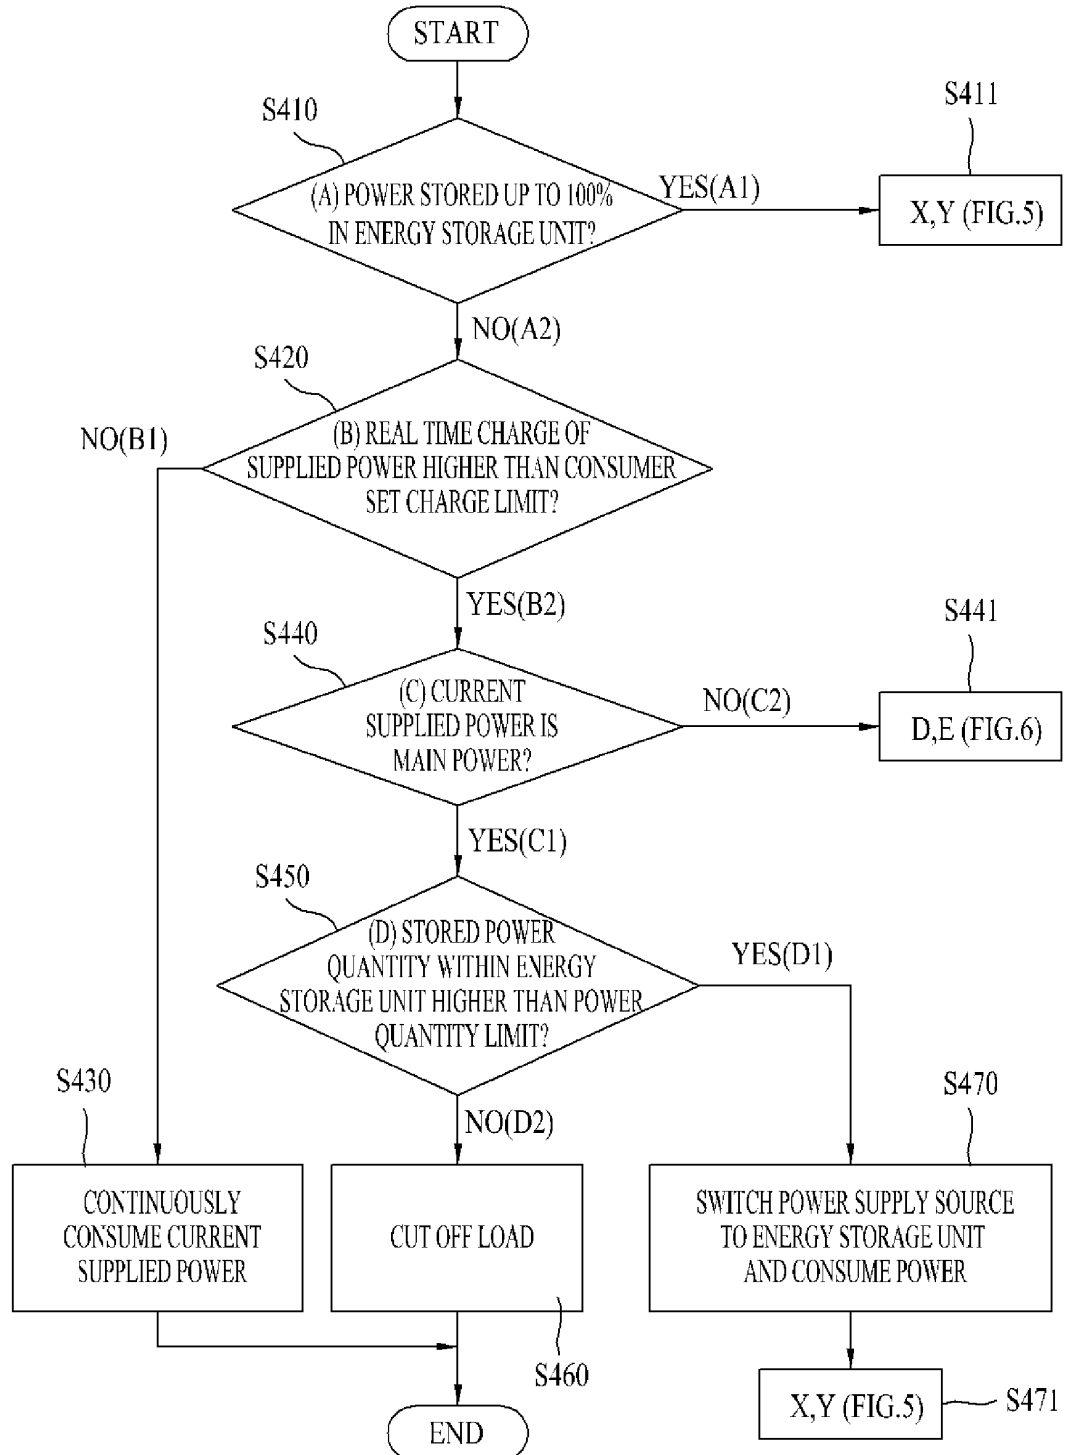 START
S410
S411
(A) POWER STORED UP TO 100%
IN ENERGY STORAGE UNIT?
YES(A1)
X,Y (FIG.5)
NO(A2)
S420
NO(B1)
(B) REAL TIME CHARGE OF
SUPPLIED POWER HIGHER THAN CONSUMER
SET CHARGE LIMIT?
YES(B2)
S440
S441
(C) CURRENT
SUPPLIED POWER IS
MAIN POWER?
NO(C2)
D,E (FIG.6)
YES(C1)
S450
(D) STORED POWER
QUANTITY WITHIN ENERGY
STORAGE UNIT HIGHER THAN POWER
QUANTITY LIMIT?
YES(D1)
S430
NO(D2)
S470
CONTINUOUSLY
CONSUME CURRENT
SUPPLIED POWER
CUT OFF LOAD
SWITCH POWER SUPPLY SOURCE
TO ENERGY STORAGE UNIT
AND CONSUME POWER
S460
X,Y (FIG.5)
S471
END